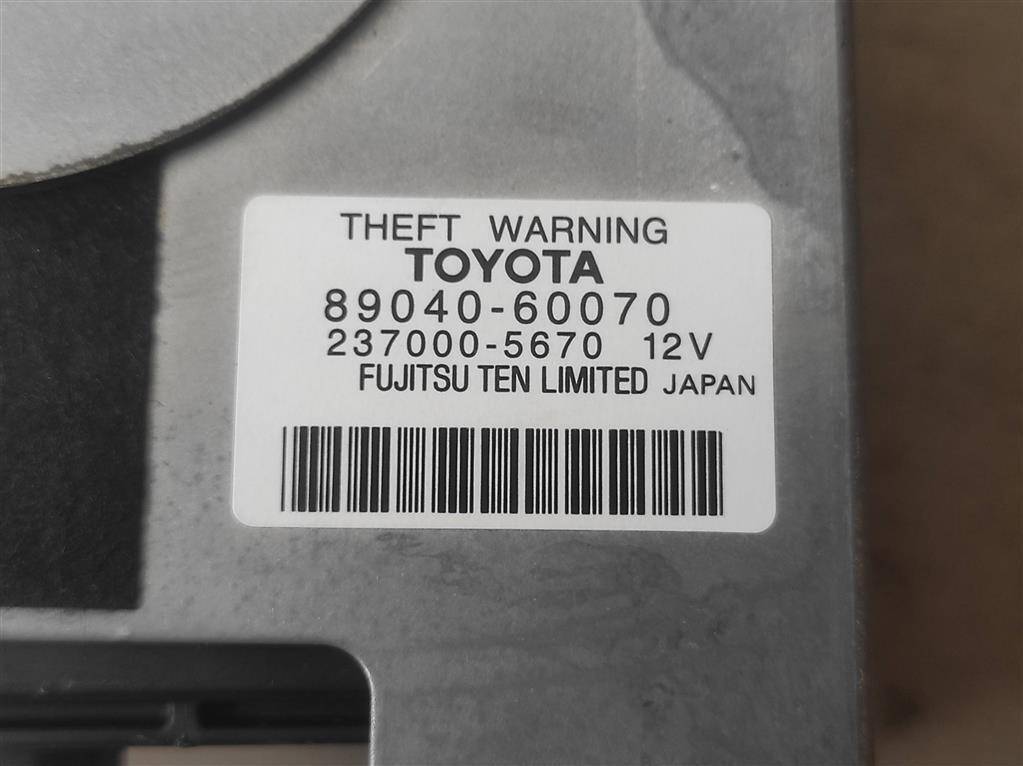 THEFT WARNING
TOYOTA
89040-60070
237000-5670 12V
FUJITSU TEN LIMITED JAPAN